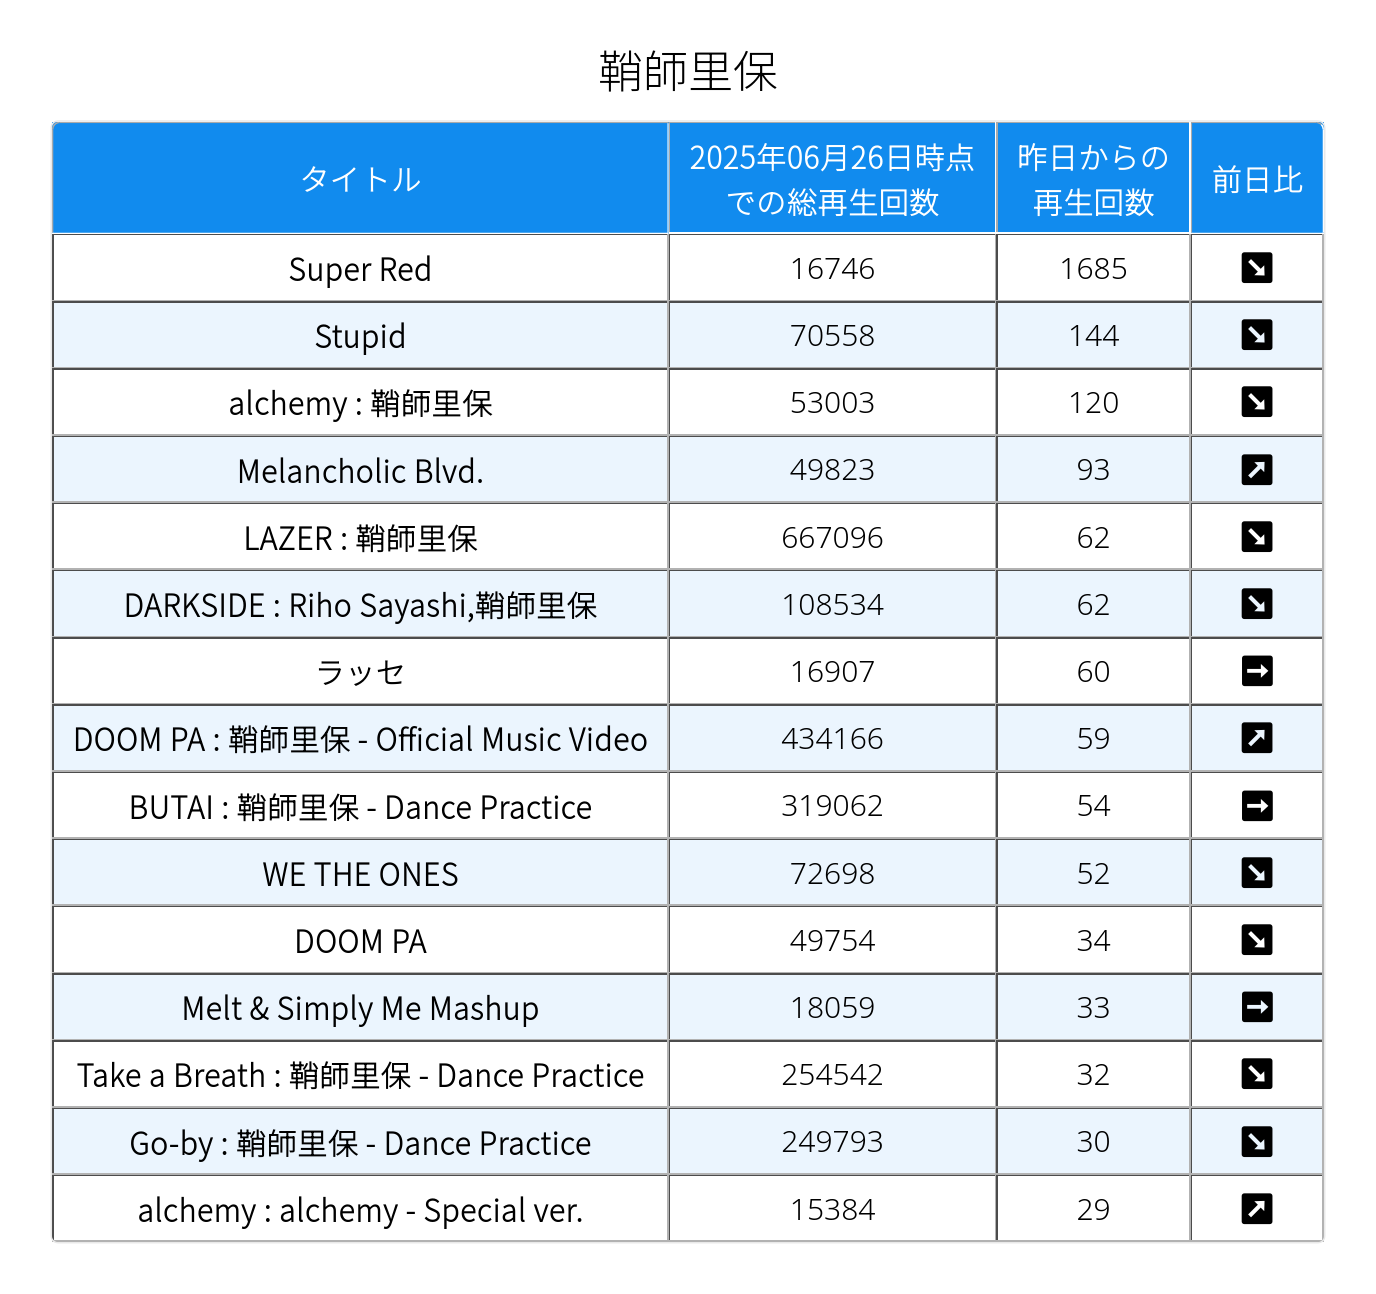 鞘師里保
タイトル 2025年06月26日時点での総再生回数 昨日からの再生回数 前日比
Super Red 16746 1685 ↘
Stupid 70558 144 ↘
alchemy : 鞘師里保 53003 120 ↘
Melancholic Blvd. 49823 93 ↗
LAZER : 鞘師里保 667096 62 ↘
DARKSIDE : Riho Sayashi,鞘師里保 108534 62 ↘
ラッセ 16907 60 →
DOOM PA : 鞘師里保 - Official Music Video 434166 59 ↗
BUTAI : 鞘師里保 - Dance Practice 319062 54 →
WE THE ONES 72698 52 ↘
DOOM PA 49754 34 ↘
Melt & Simply Me Mashup 18059 33 →
Take a Breath : 鞘師里保 - Dance Practice 254542 32 ↘
Go-by : 鞘師里保 - Dance Practice 249793 30 ↘
alchemy : alchemy - Special ver. 15384 29 ↗